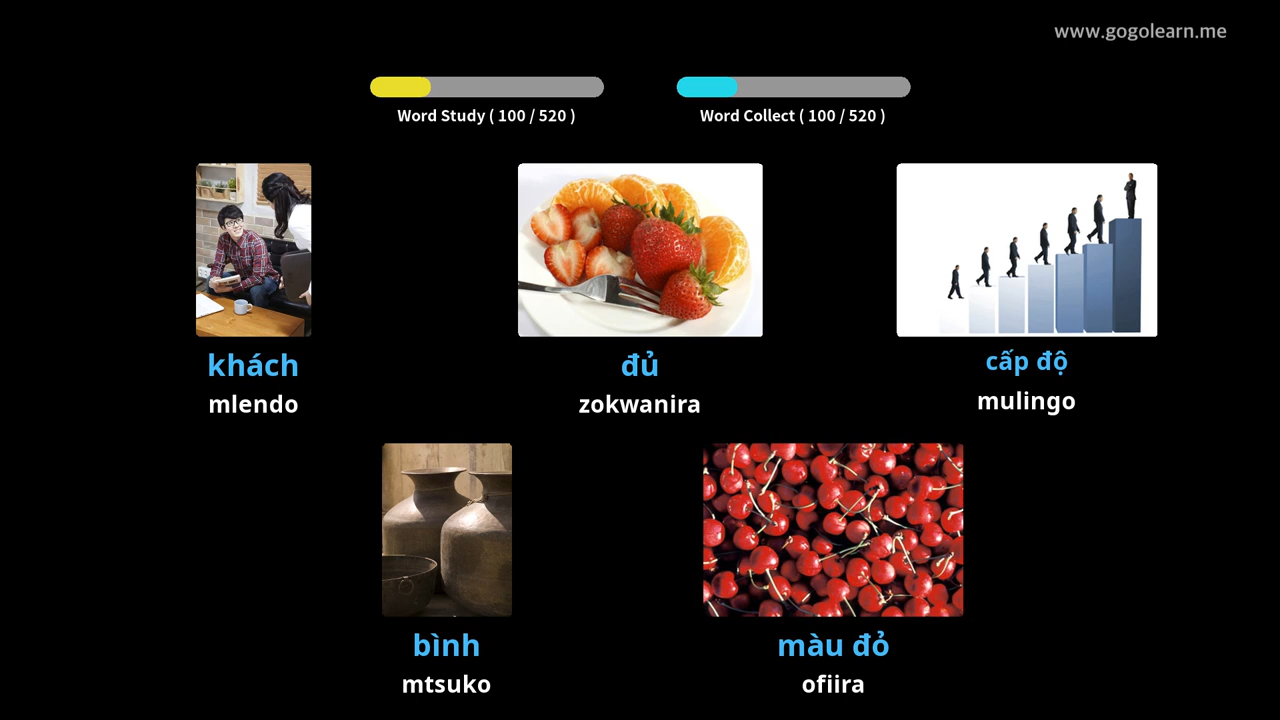 www.gogolearn.me
Word Study ( 100 / 520 )
Word Collect ( 100 / 520 )
khách
mlendo
đủ
zokwanira
cấp độ
mulingo
bình
mtsuko
màu đỏ
ofiira